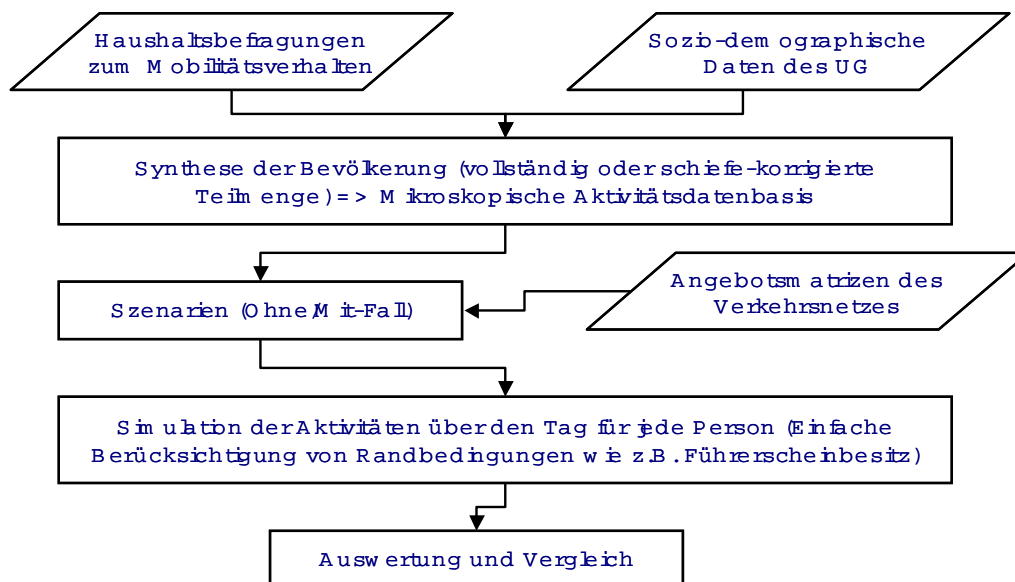 Haushaltsbefragungen
zum Mobilitätsverhalten
Sozio-demographische
Daten des UG
Synthese der Bevölkerung (vollständig oder schiefe-korrigierte
Teilmenge) => Mikroskopische Aktivitätsdatenbasis
Angebotsmatrizen des
Verkehrsnetzes
Szenarien (Ohne/Mit-Fall)
Simulation der Aktivitäten über den Tag für jede Person (Einfache
Berücksichtigung von Randbedingungen wie z.B. Führerscheinbesitz)
Auswertung und Vergleich